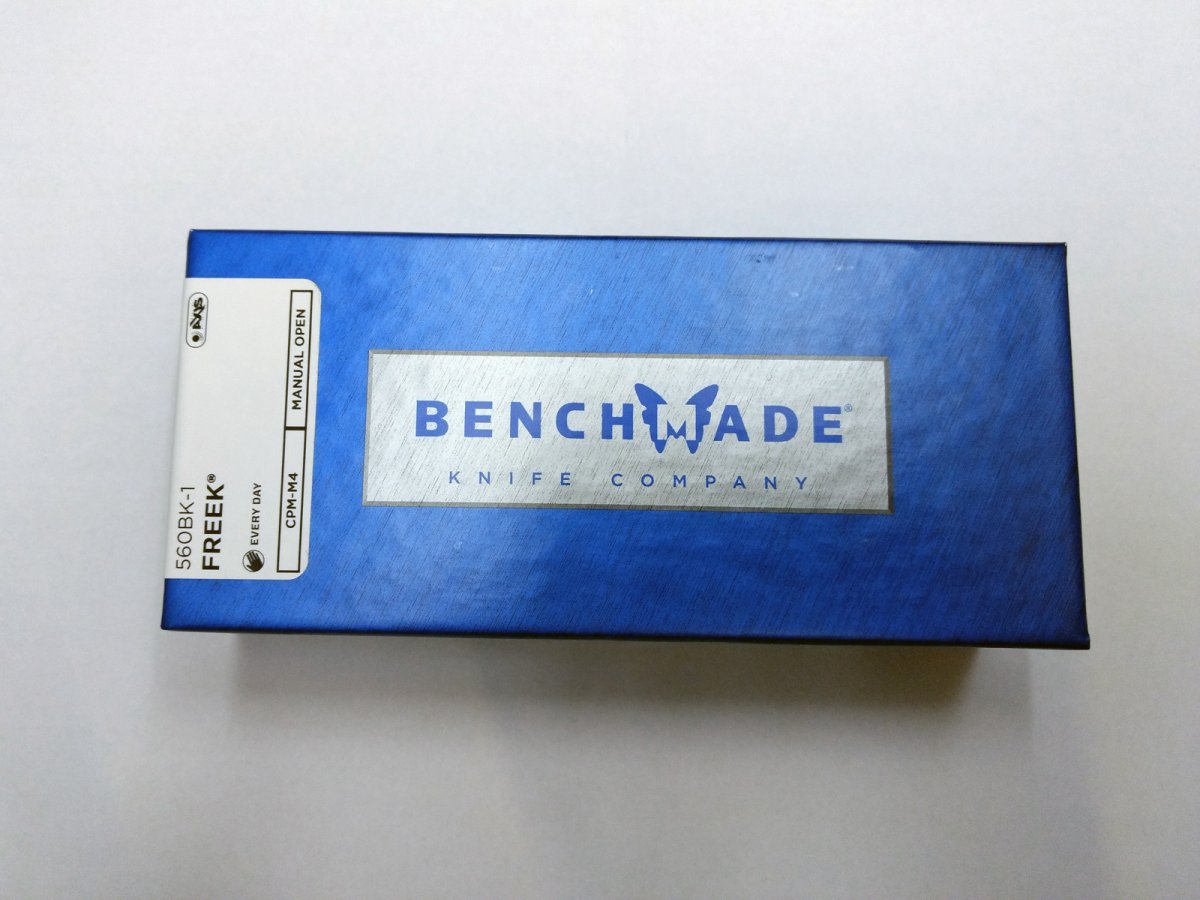 560BK-1
FREEK®
AXIS
EVERY DAY
CPM-M4
MANUAL OPEN
BENCHMADE®
KNIFE COMPANY